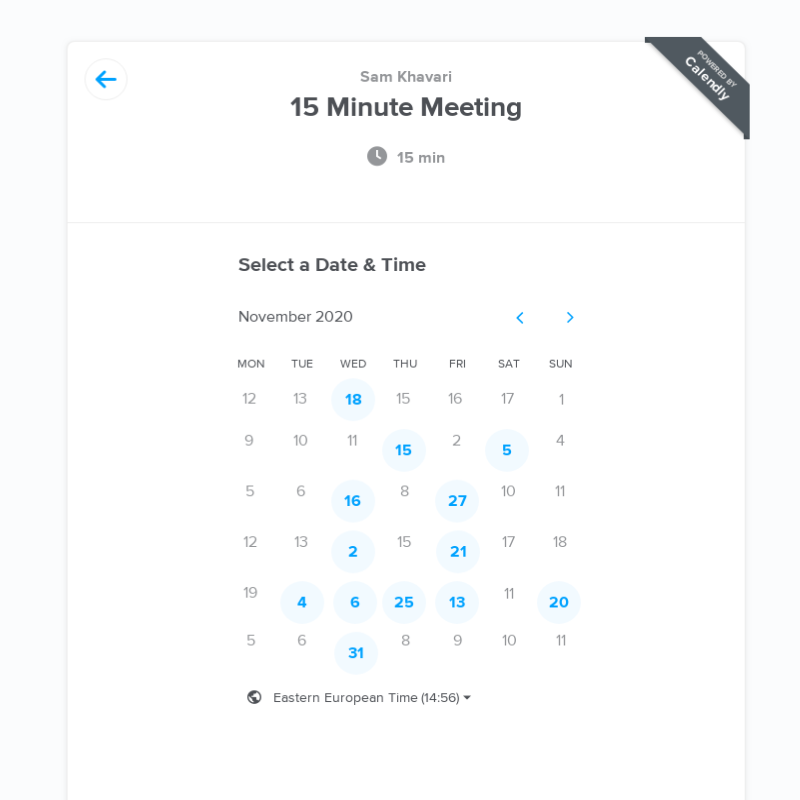 POWERED BY
Calendly
Sam Khavari
15 Minute Meeting
15 min
Select a Date & Time
November 2020
MON TUE WED THU FRI SAT SUN
12 13 18 15 16 17 1
9 10 11 15 2 5 4
5 6 16 8 27 10 11
12 13 2 15 21 17 18
19 4 6 25 13 11 20
5 6 31 8 9 10 11
Eastern European Time (14:56)